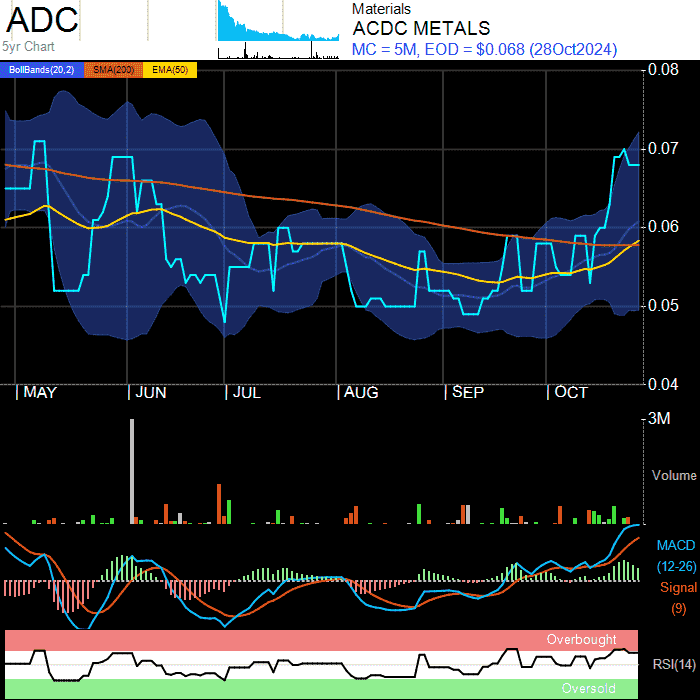 ADC
5yr Chart
Materials
ACDC METALS
MC = 5M, EOD = $0.068 (28Oct2024)
BollBands(20,2) SMA(200) EMA(50)
0.08
0.07
0.06
0.05
0.04
MAY JUN JUL AUG SEP OCT
3M
Volume
MACD
(12-26)
Signal
(9)
Overbought
RSI(14)
Oversold